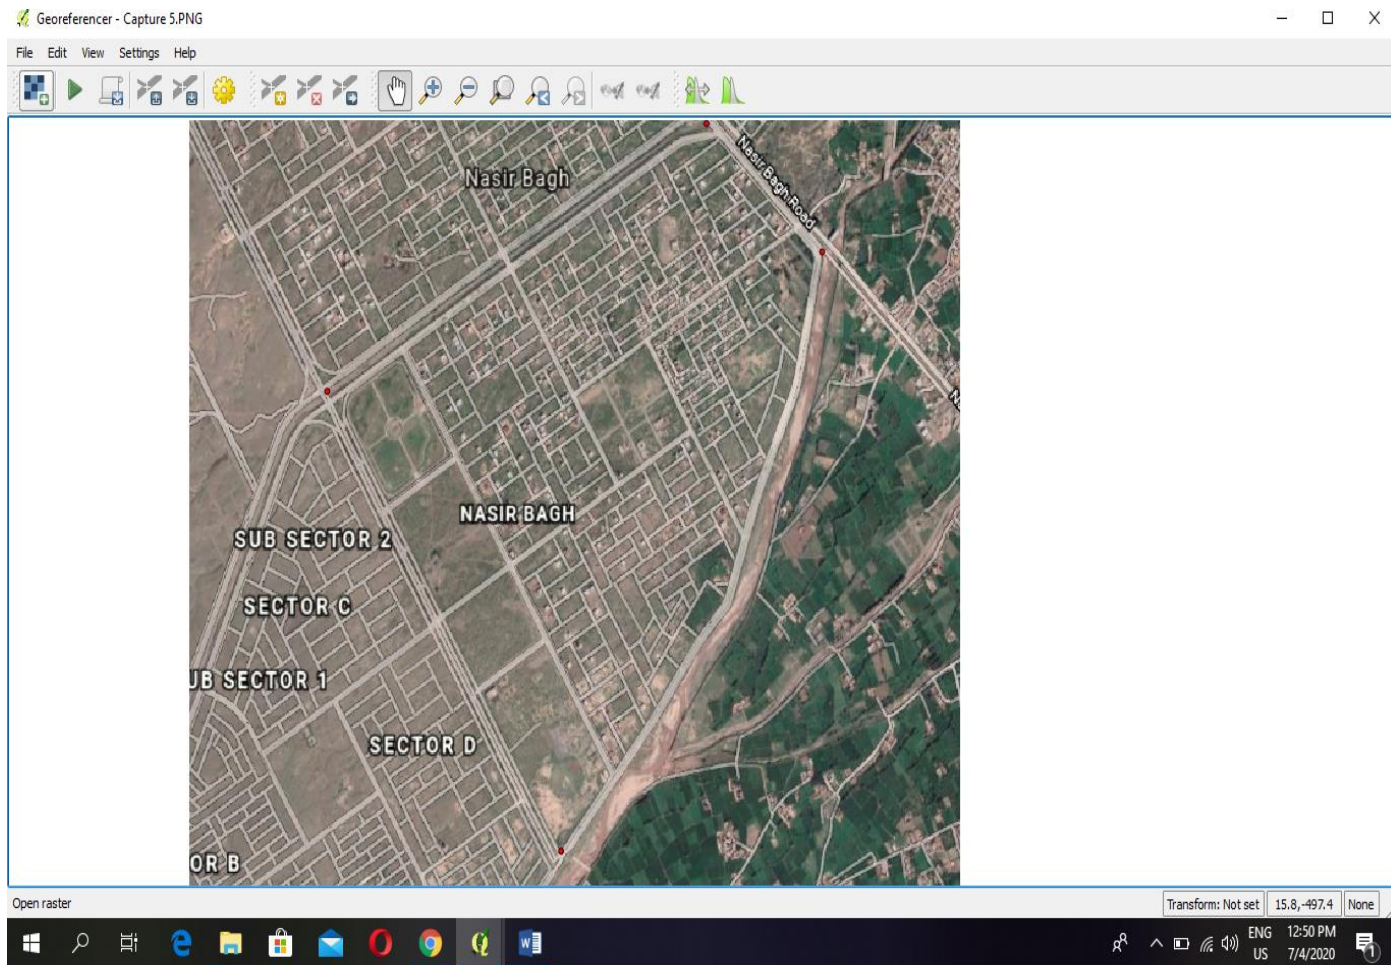 Georeferencer - Capture 5.PNG
File Edit View Settings Help
Nasir Bagh
Nasir Bagh Road
NASIR BAGH
SUB SECTOR 2
SECTOR C
UB SECTOR 1
SECTOR D
OR B
Open raster
Transform: Not set
15.8,-497.4
None
ENG
US
12:50 PM
7/4/2020
1